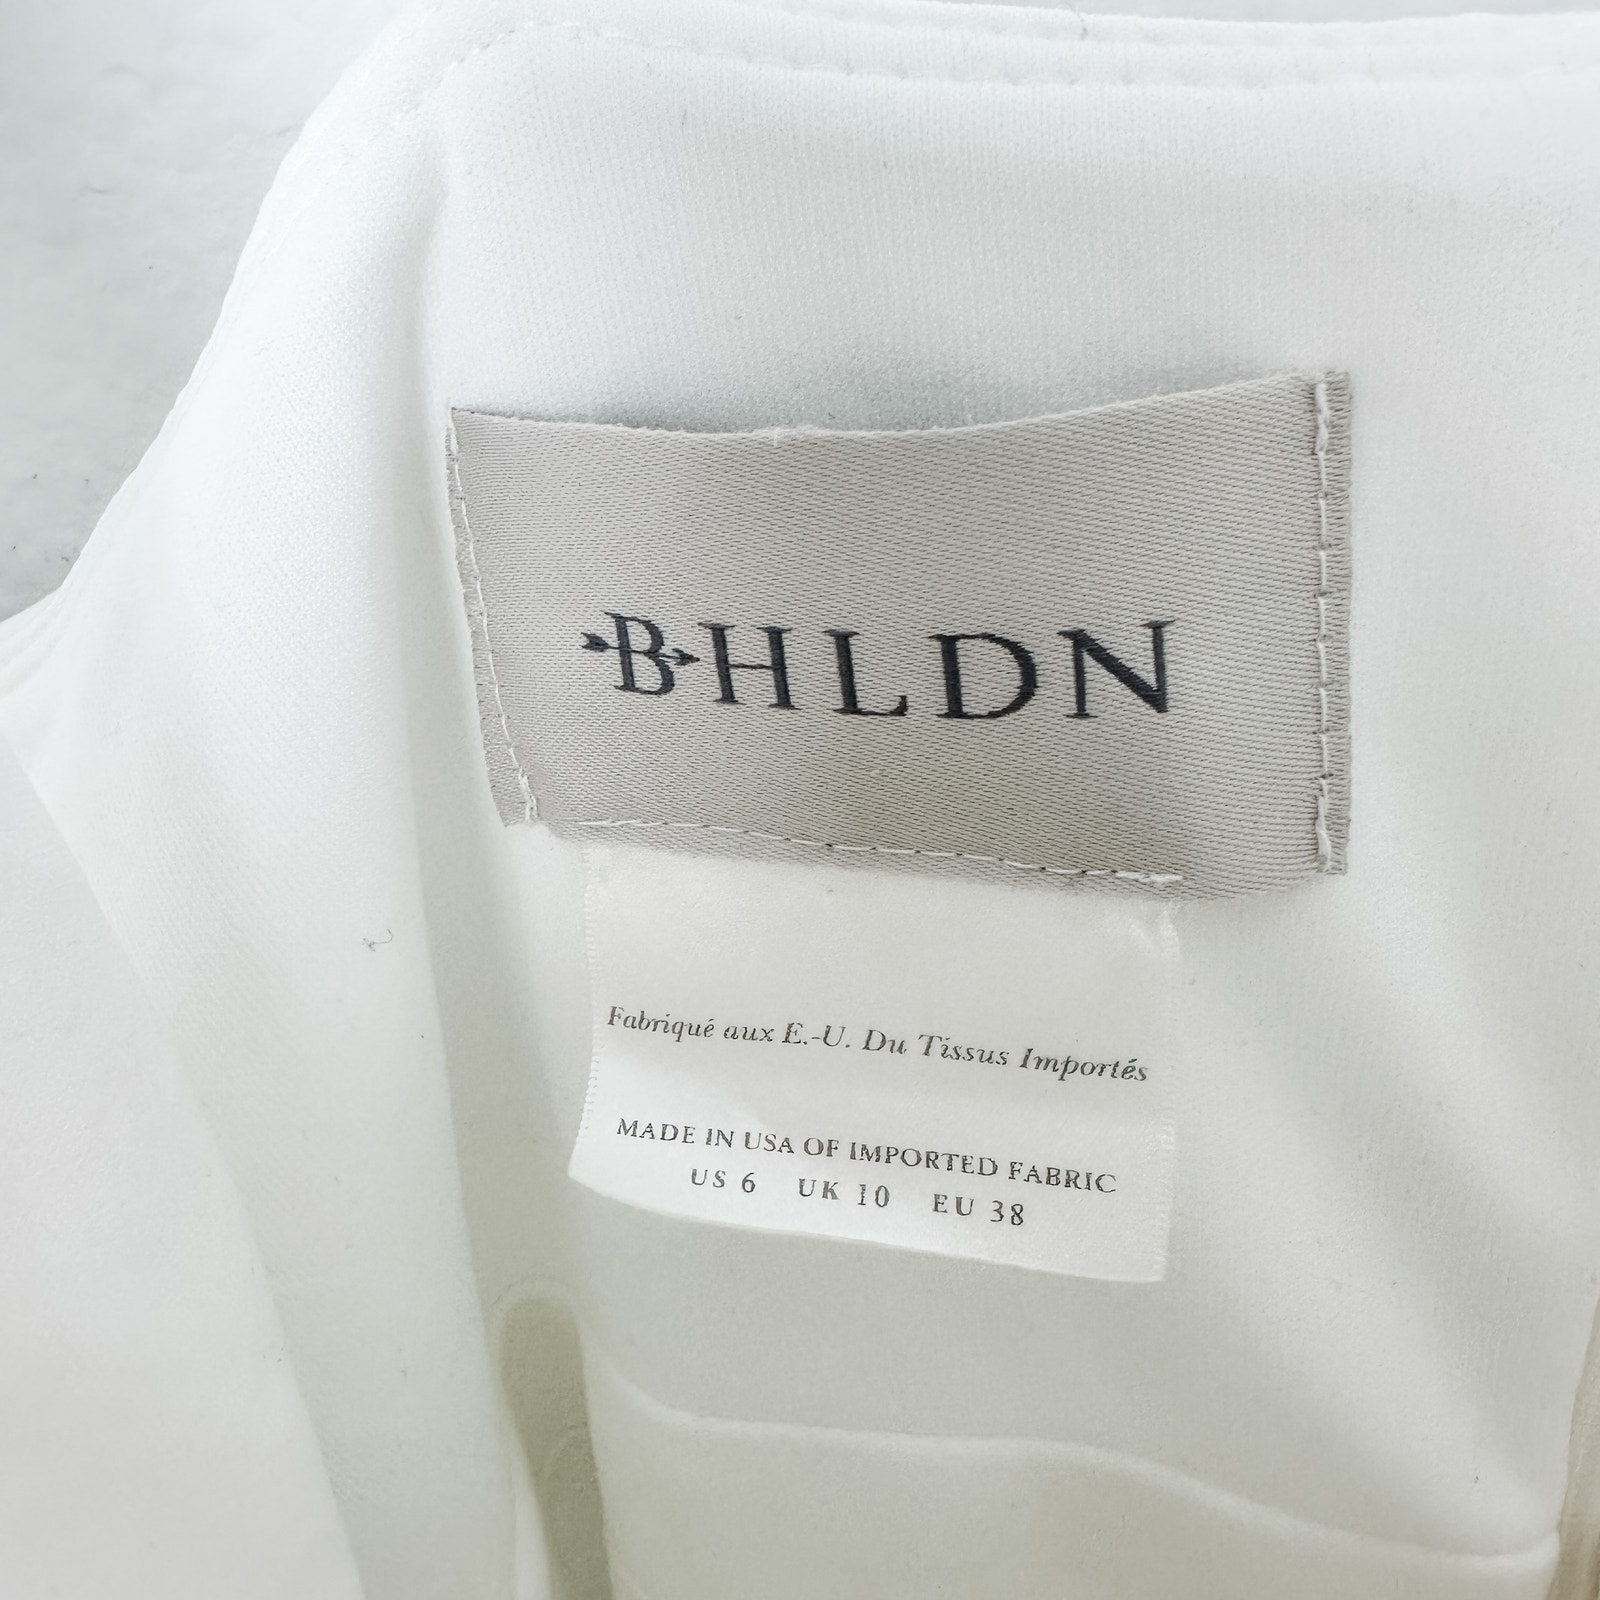 BHLDN
Fabriqué aux E.-U. Du Tissus Importés
MADE IN USA OF IMPORTED FABRIC
US 6 UK 10 EU 38